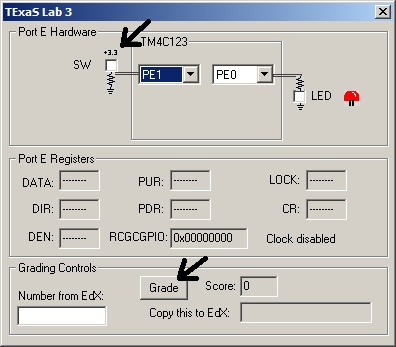 TExaS Lab 3
Port E Hardware
TM4C123
+3.3
SW
PE1
PE0
LED
Port E Registers
DATA: --------
PUR: --------
LOCK: --------
DIR: --------
PDR: --------
CR: --------
DEN: --------
RCGCGPIO: 0x00000000
Clock disabled
Grading Controls
Number from EdX:
Grade
Score: 0
Copy this to EdX: